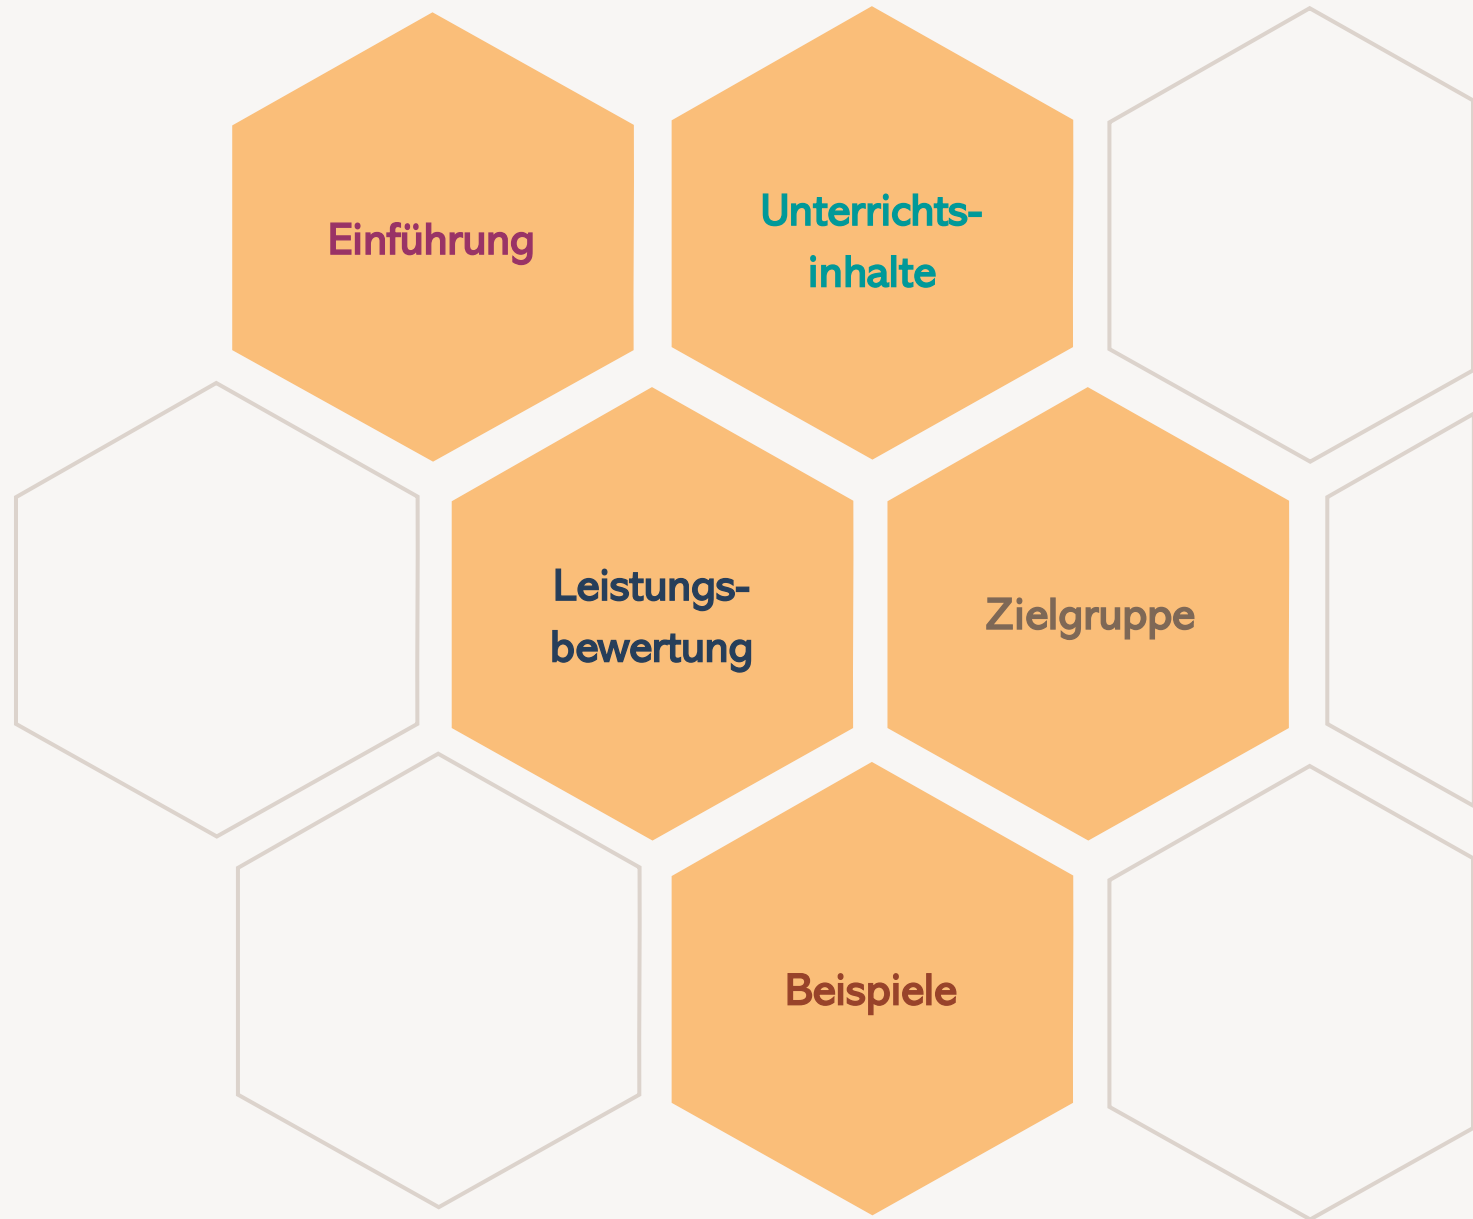 Einführung
Unterrichts-
inhalte
Leistungs-
bewertung
Zielgruppe
Beispiele